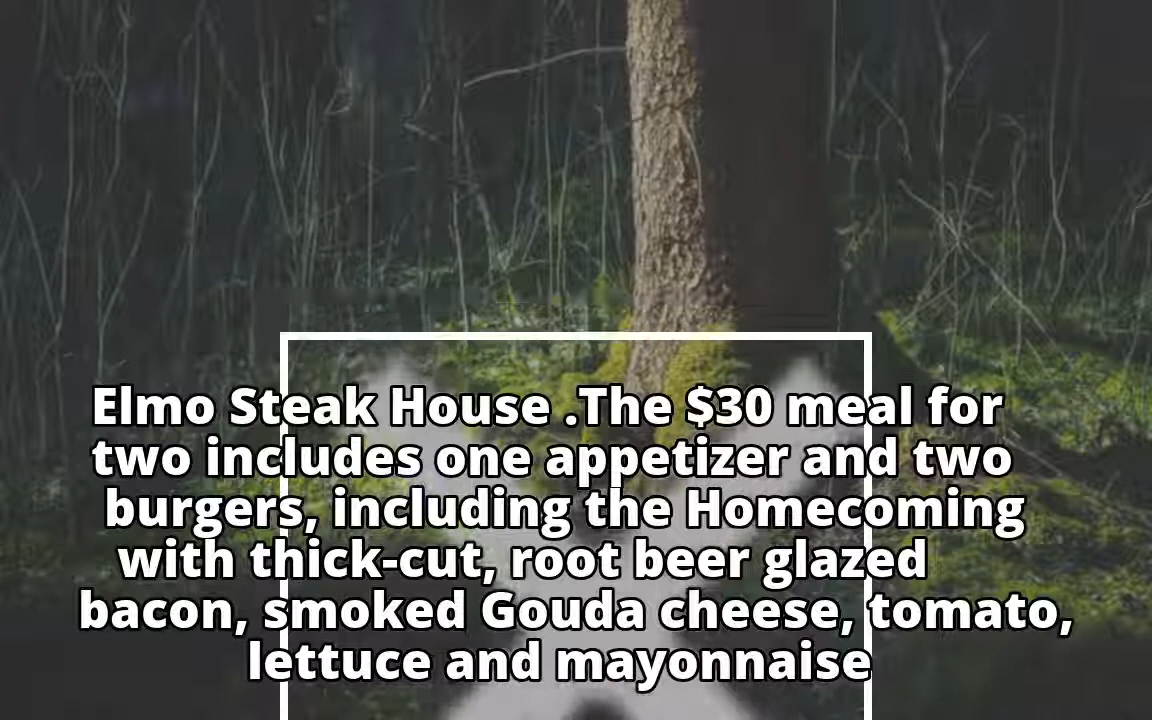 Elmo Steak House .The $30 meal for
two includes one appetizer and two
burgers, including the Homecoming
with thick-cut, root beer glazed
bacon, smoked Gouda cheese, tomato,
lettuce and mayonnaise